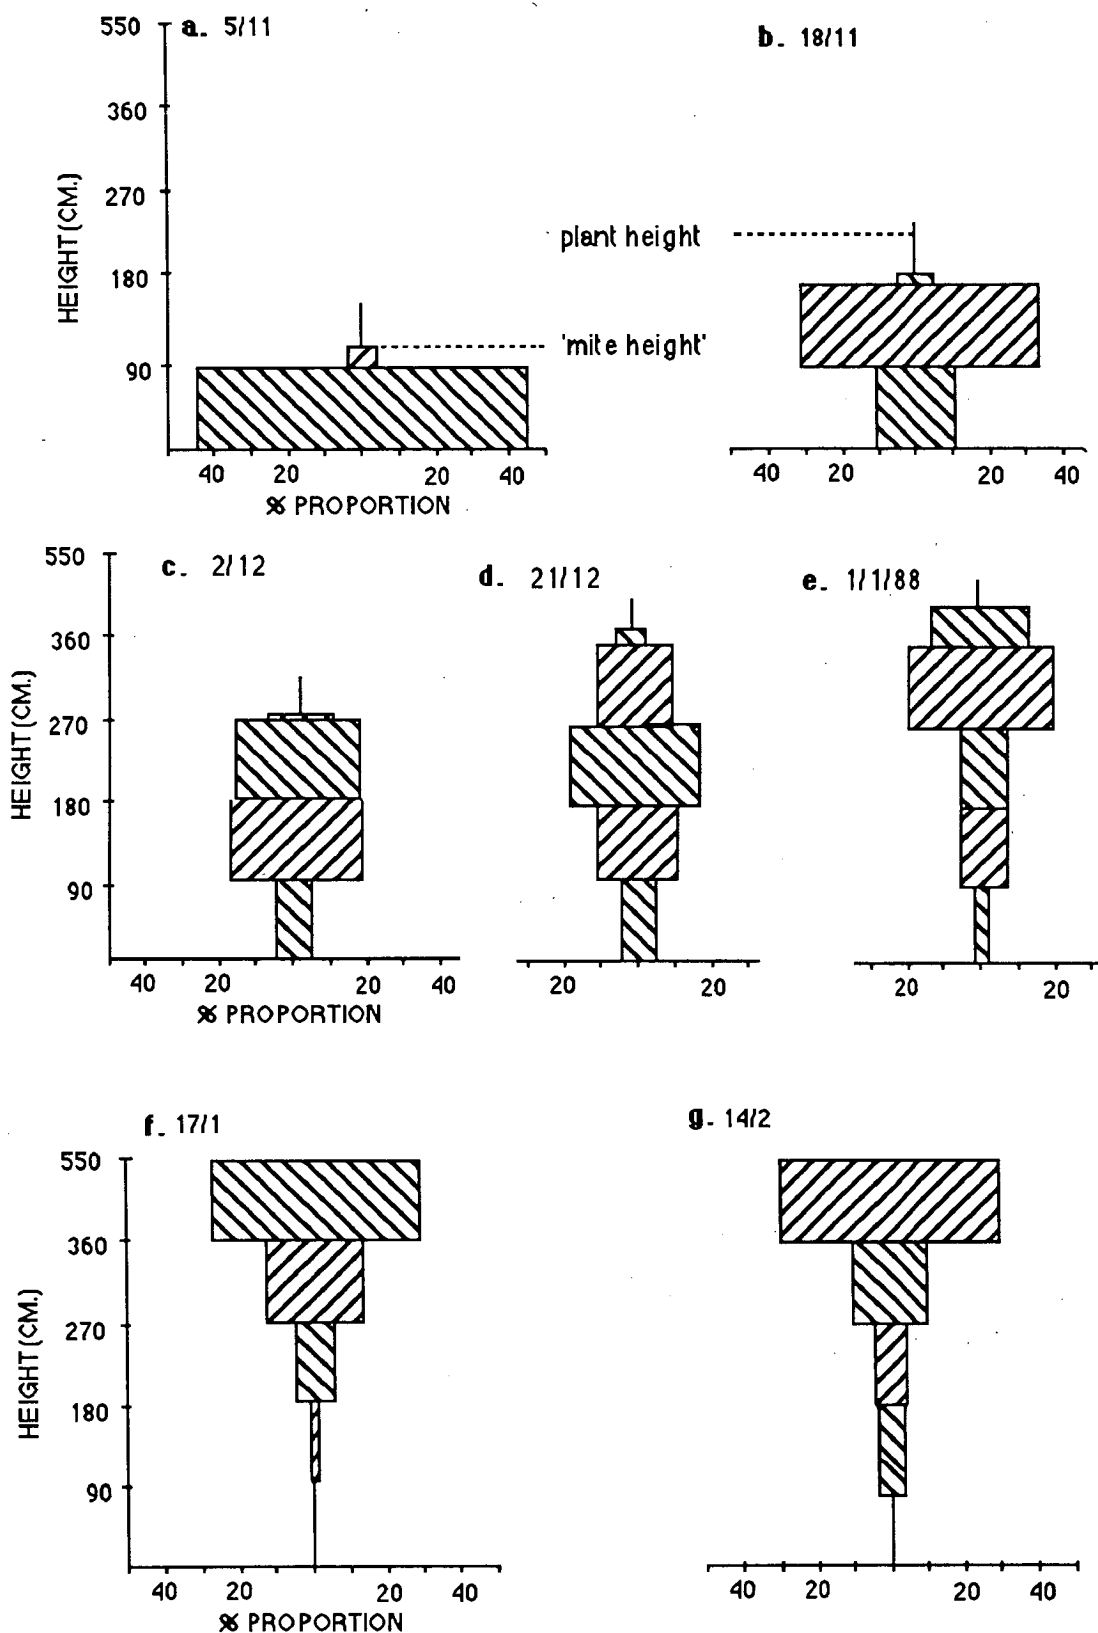 550
a. 5/11
b. 18/11
360
HEIGHT(CM.)
270
plant height
180
'mite height'
90
40 20 20 40
40 20 20 40
% PROPORTION
550
c. 2/12
d. 21/12
e. 1/1/88
360
HEIGHT(CM.)
270
180
90
40 20 20 40
20 20
20 20
% PROPORTION
f. 17/1
g. 14/2
550
360
HEIGHT(CM.)
270
180
90
40 20 20 40
40 20 20 40
% PROPORTION